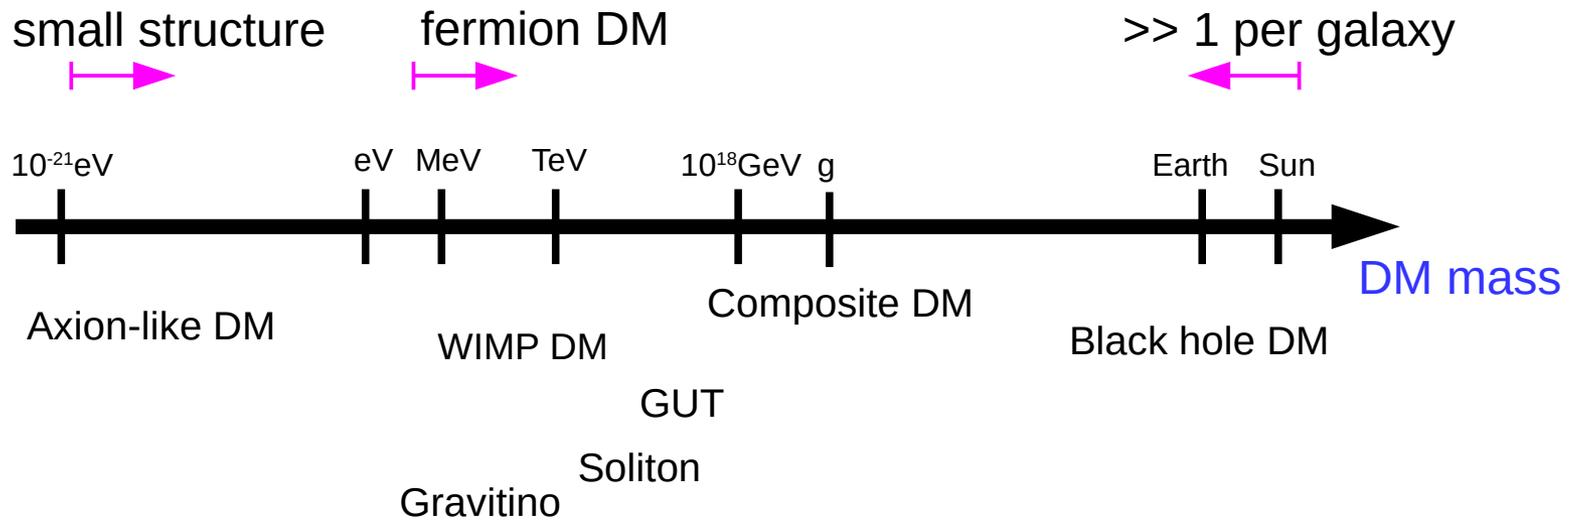 small structure
fermion DM
>> 1 per galaxy
10⁻²¹eV
eV
MeV
TeV
10¹⁸GeV
g
Earth
Sun
DM mass
Axion-like DM
WIMP DM
Composite DM
Black hole DM
GUT
Soliton
Gravitino